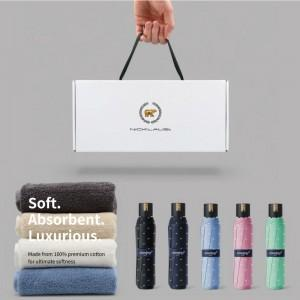 NICKLAUS
Soft.
Absorbent.
Luxurious.
Made from 100% premium cotton
for ultimate softness